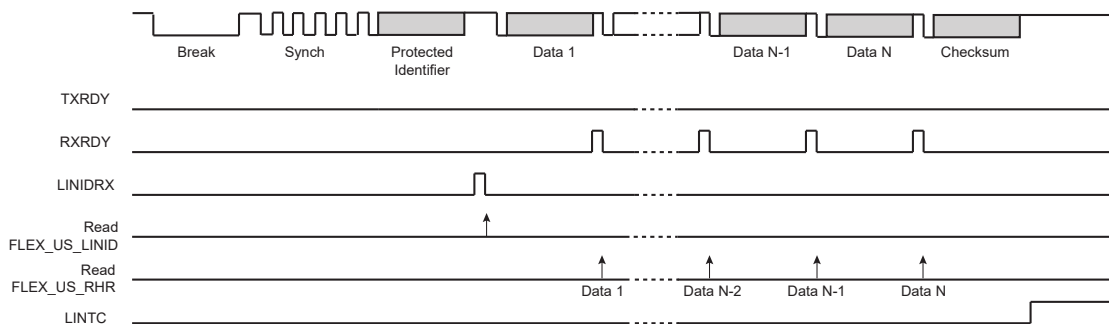 Break
Synch
Protected
Identifier
Data 1
Data N-1
Data N
Checksum
TXRDY
RXRDY
LINIDRX
Read
FLEX_US_LINID
Read
FLEX_US_RHR
Data 1
Data N-2
Data N-1
Data N
LINTC